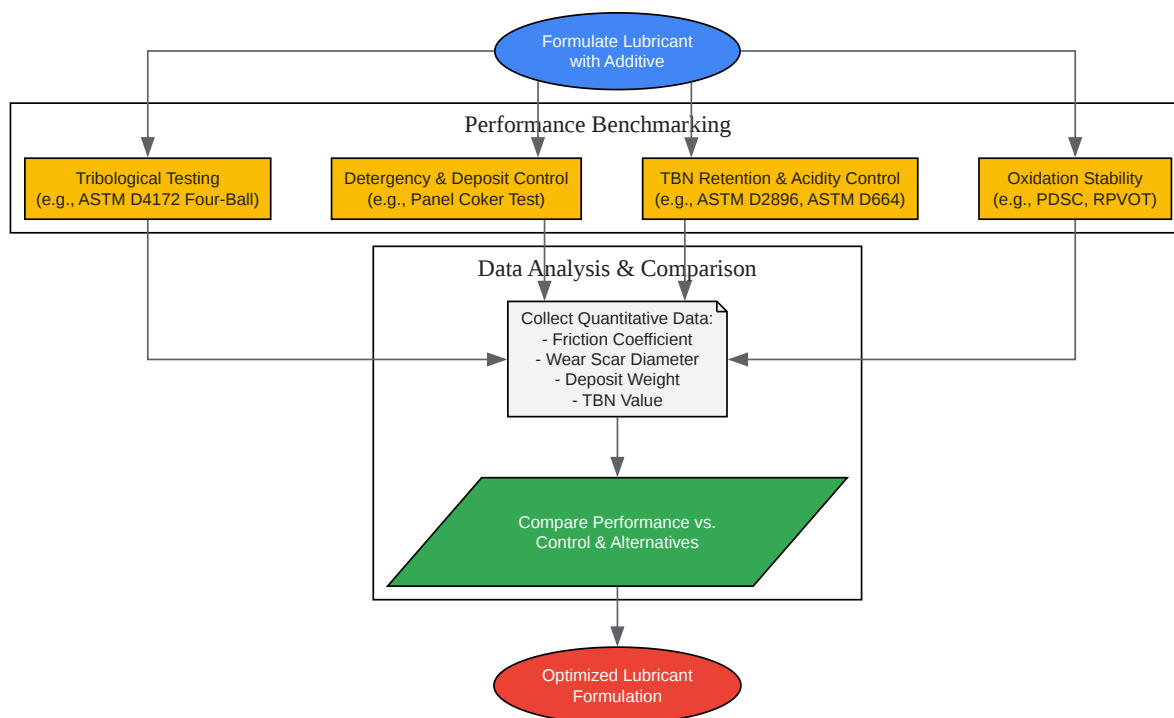 Formulate Lubricant
with Additive
Performance Benchmarking
Tribological Testing
(e.g., ASTM D4172 Four-Ball)
Detergency & Deposit Control
(e.g., Panel Coker Test)
TBN Retention & Acidity Control
(e.g., ASTM D2896, ASTM D664)
Oxidation Stability
(e.g., PDSC, RPVOT)
Data Analysis & Comparison
Collect Quantitative Data:
- Friction Coefficient
- Wear Scar Diameter
- Deposit Weight
- TBN Value
Compare Performance vs.
Control & Alternatives
Optimized Lubricant
Formulation